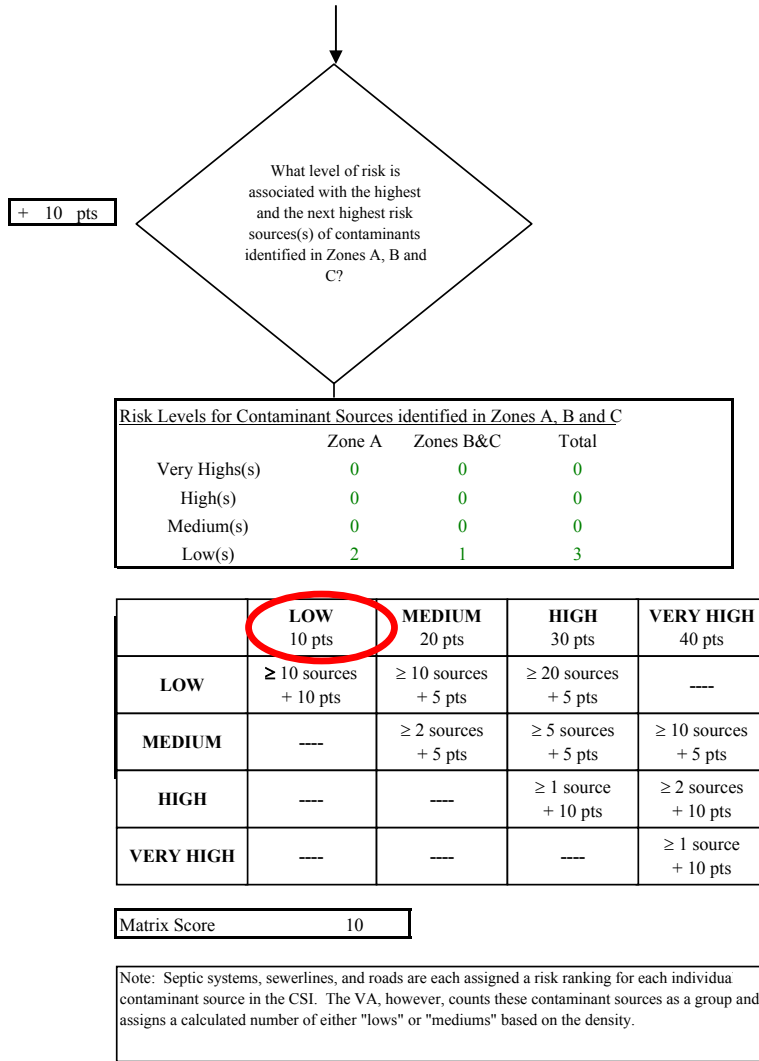 What level of risk is
associated with the highest
and the next highest risk
sources(s) of contaminants
identified in Zones A, B and
C?
+ 10 pts
Risk Levels for Contaminant Sources identified in Zones A, B and C
Zone A Zones B&C Total
Very Highs(s) 0 0 0
High(s) 0 0 0
Medium(s) 0 0 0
Low(s) 2 1 3
LOW MEDIUM HIGH VERY HIGH
10 pts 20 pts 30 pts 40 pts
LOW ≥ 10 sources ≥ 10 sources ≥ 20 sources ----
+ 10 pts + 5 pts + 5 pts
MEDIUM ---- ≥ 2 sources ≥ 5 sources ≥ 10 sources
+ 5 pts + 5 pts + 5 pts
HIGH ---- ---- ≥ 1 source ≥ 2 sources
+ 10 pts + 10 pts
VERY HIGH ---- ---- ---- ≥ 1 source
+ 10 pts
Matrix Score 10
Note: Septic systems, sewerlines, and roads are each assigned a risk ranking for each individua
contaminant source in the CSI. The VA, however, counts these contaminant sources as a group and
assigns a calculated number of either "lows" or "mediums" based on the density.